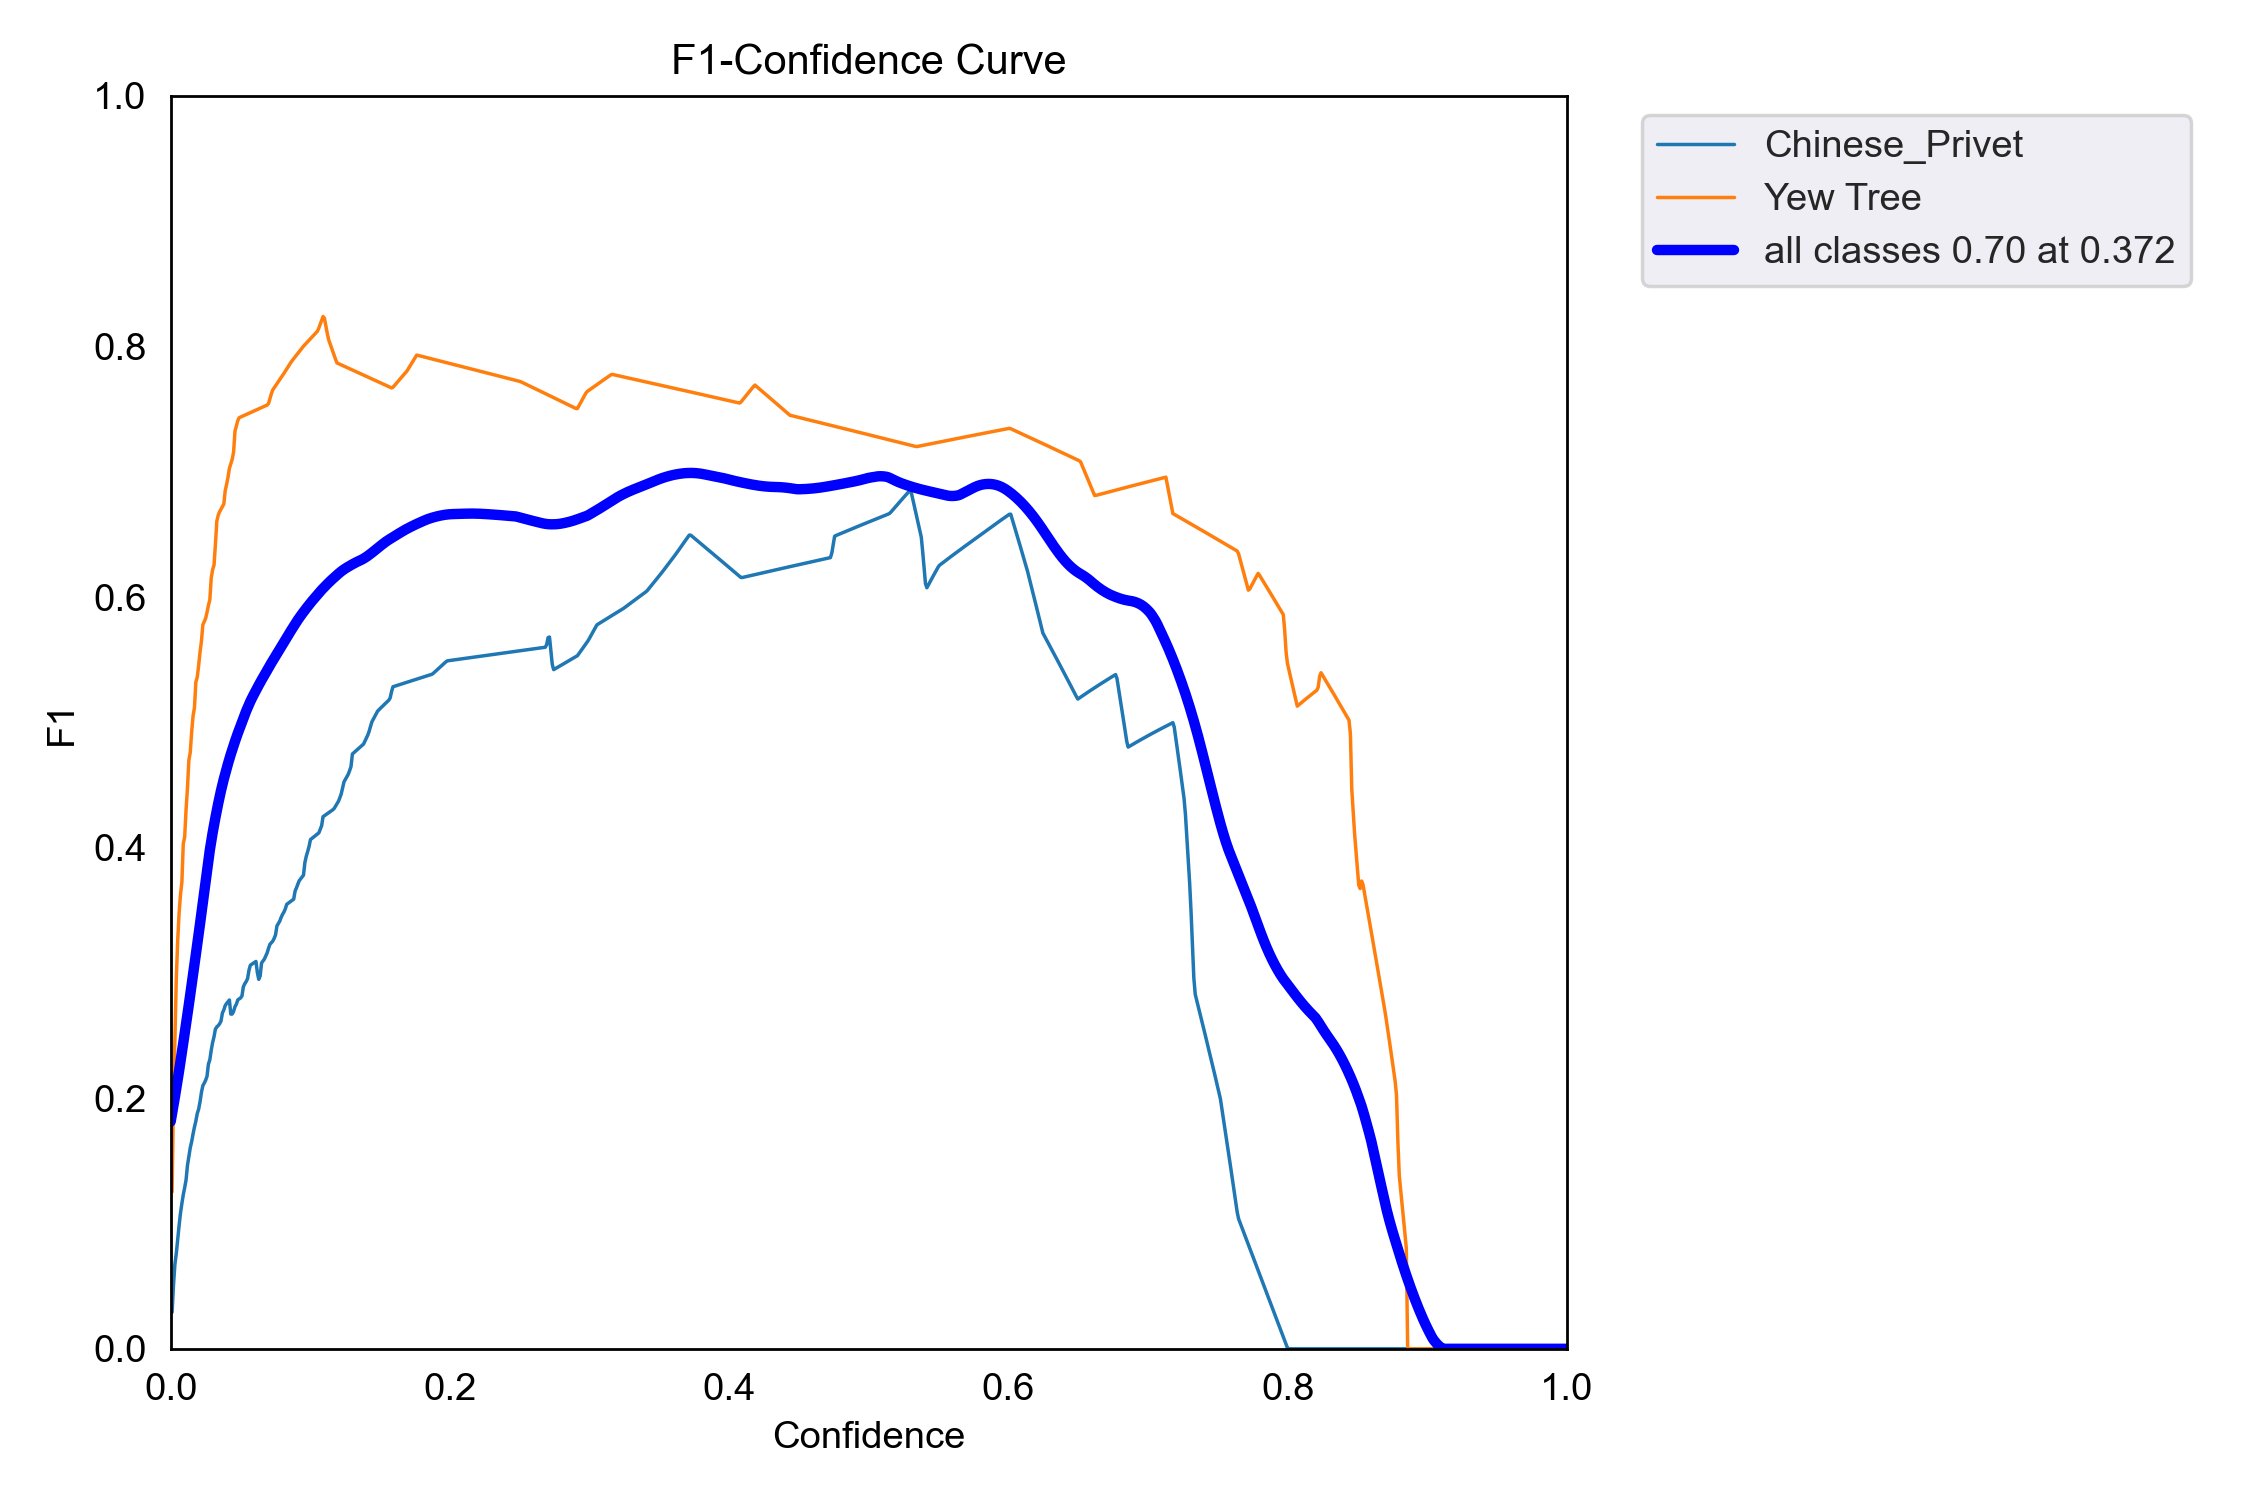 F1-Confidence Curve
1.0
0.8
0.6
0.4
0.2
0.0
F1
0.0 0.2 0.4 0.6 0.8 1.0
Confidence
Chinese_Privet
Yew Tree
all classes 0.70 at 0.372